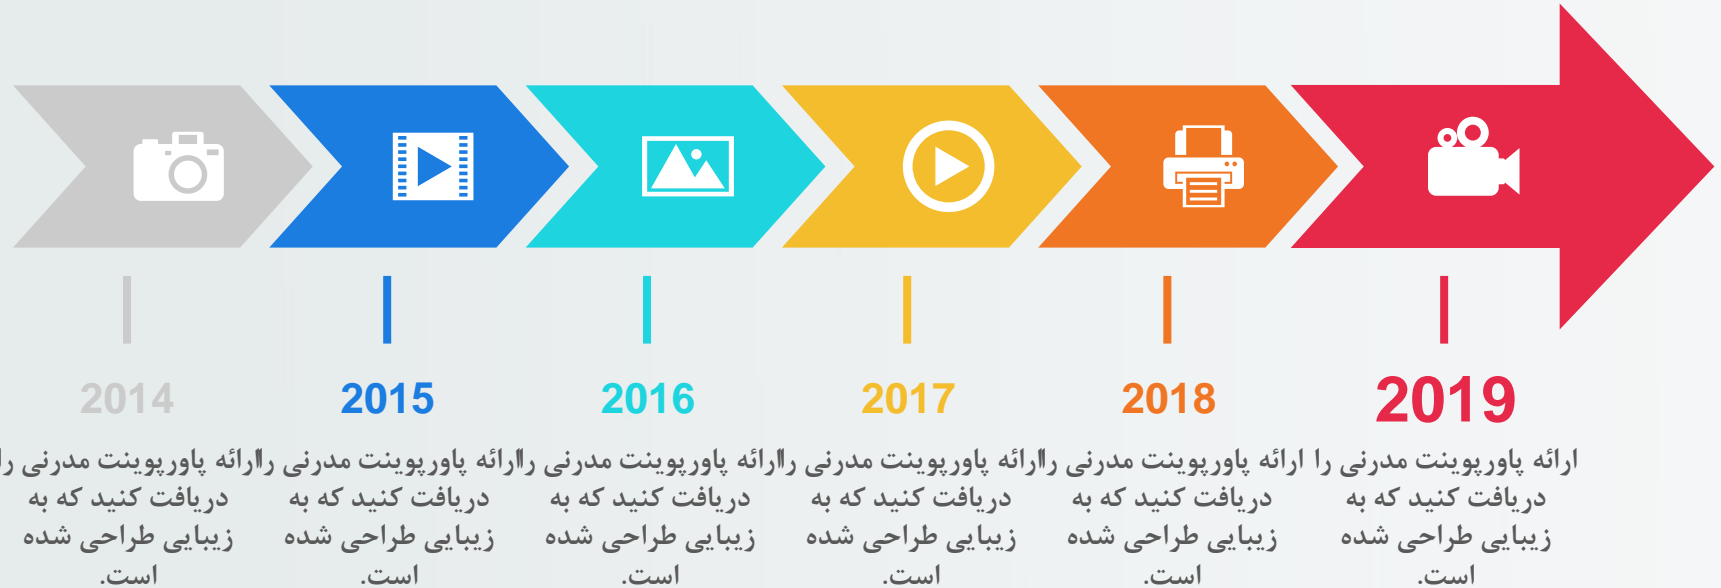 2014
ارائه پاورپوینت مدرنی را
دریافت کنید که به
زیبایی طراحی شده
است.
2015
ارائه پاورپوینت مدرنی را
دریافت کنید که به
زیبایی طراحی شده
است.
2016
ارائه پاورپوینت مدرنی را
دریافت کنید که به
زیبایی طراحی شده
است.
2017
ارائه پاورپوینت مدرنی را
دریافت کنید که به
زیبایی طراحی شده
است.
2018
ارائه پاورپوینت مدرنی را
دریافت کنید که به
زیبایی طراحی شده
است.
2019
ارائه پاورپوینت مدرنی را
دریافت کنید که به
زیبایی طراحی شده
است.